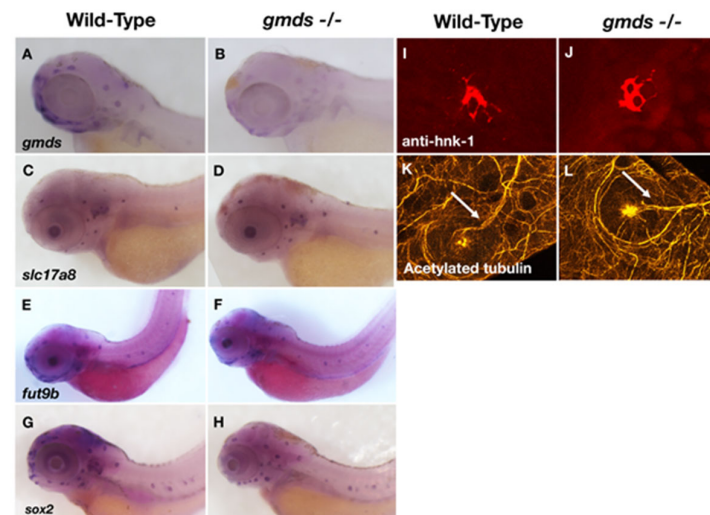 Wild-Type gmds -/- Wild-Type gmds -/-
A B I J
gmds anti-hnk-1
C D K L
slc17a8 Acetylated tubulin
E F
fut9b
G H
sox2